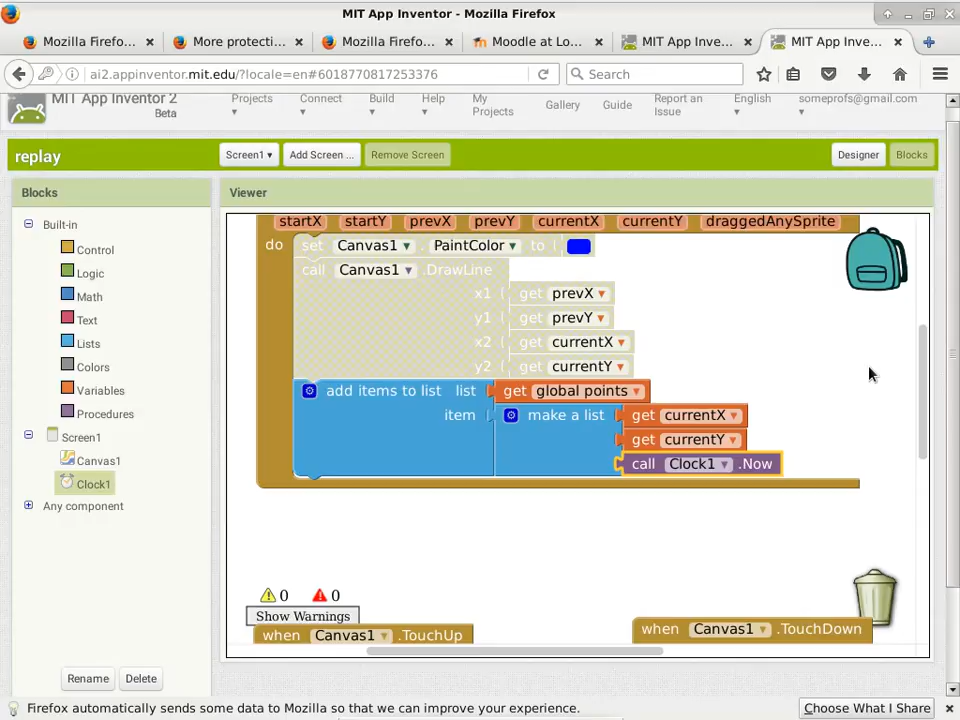 MIT App Inventor - Mozilla Firefox
Mozilla Firefo... × More protecti... × Mozilla Firefo... × Moodle at Lo... × MIT App Inve... × MIT App Inve... ×
ai2.appinventor.mit.edu/?locale=en#6018770817253376 Search
MIT App Inventor 2
Beta
Projects Connect Build Help My Projects Gallery Guide Report an Issue English someprofs@gmail.com
replay Screen1 Add Screen ... Remove Screen Designer Blocks
Blocks Viewer
Built-in
Control
Logic
Math
Text
Lists
Colors
Variables
Procedures
Screen1
Canvas1
Clock1
Any component
Rename Delete
startX startY prevX prevY currentX currentY draggedAnySprite
do set Canvas1 . PaintColor to
call Canvas1 .DrawLine
x1 get prevX
y1 get prevY
x2 get currentX
y2 get currentY
add items to list list get global points
item make a list get currentX
get currentY
call Clock1 .Now
0 0
Show Warnings
when Canvas1 .TouchUp when Canvas1 .TouchDown
Firefox automatically sends some data to Mozilla so that we can improve your experience. Choose What I Share ×